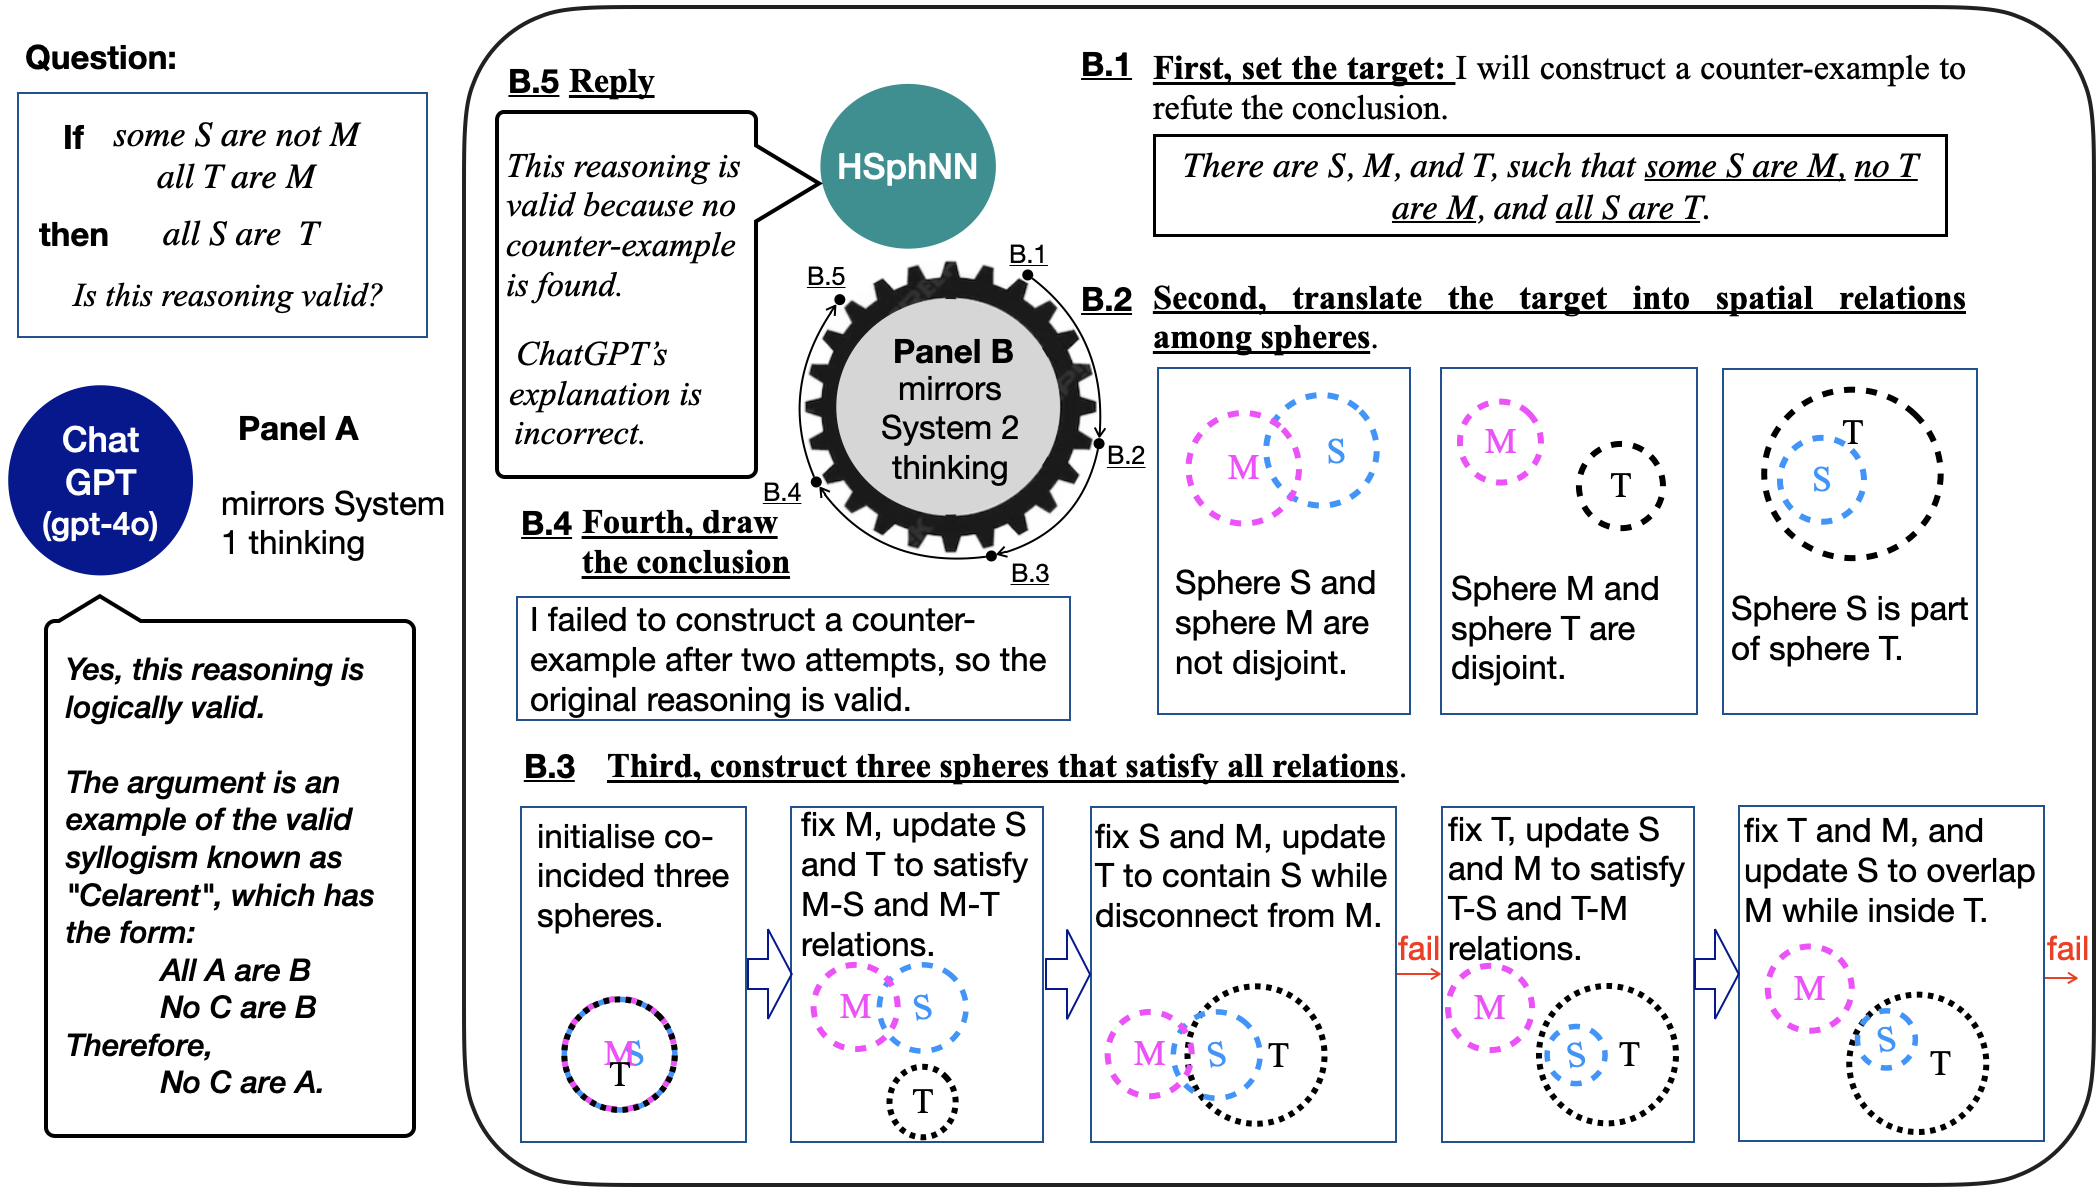 Question:
If some S are not M
all T are M
then all S are T
Is this reasoning valid?
Chat
GPT
(gpt-4o)
Panel A
mirrors System
1 thinking
Yes, this reasoning is
logically valid.
The argument is an
example of the valid
syllogism known as
"Celarent", which has
the form:
All A are B
No C are B
Therefore,
No C are A.
B.5 Reply
This reasoning is
valid because no
counter-example
is found.
ChatGPT's
explanation is
incorrect.
HSphNN
B.1
B.2
B.3
B.4
B.5
Panel B
mirrors
System 2
thinking
B.1 First, set the target: I will construct a counter-example to
refute the conclusion.
There are S, M, and T, such that some S are M, no T
are M, and all S are T.
B.2 Second, translate the target into spatial relations
among spheres.
M S
Sphere S and
sphere M are
not disjoint.
M T
Sphere M and
sphere T are
disjoint.
T
S
Sphere S is part
of sphere T.
B.4 Fourth, draw
the conclusion
I failed to construct a counter-
example after two attempts, so the
original reasoning is valid.
B.3 Third, construct three spheres that satisfy all relations.
initialise co-
incided three
spheres.
MS
T
fix M, update S
and T to satisfy
M-S and M-T
relations.
M S
T
fix S and M, update
T to contain S while
disconnect from M.
M S T
fail
fix T, update S
and M to satisfy
T-S and T-M
relations.
M
S T
fix T and M, and
update S to overlap
M while inside T.
M
S T
fail